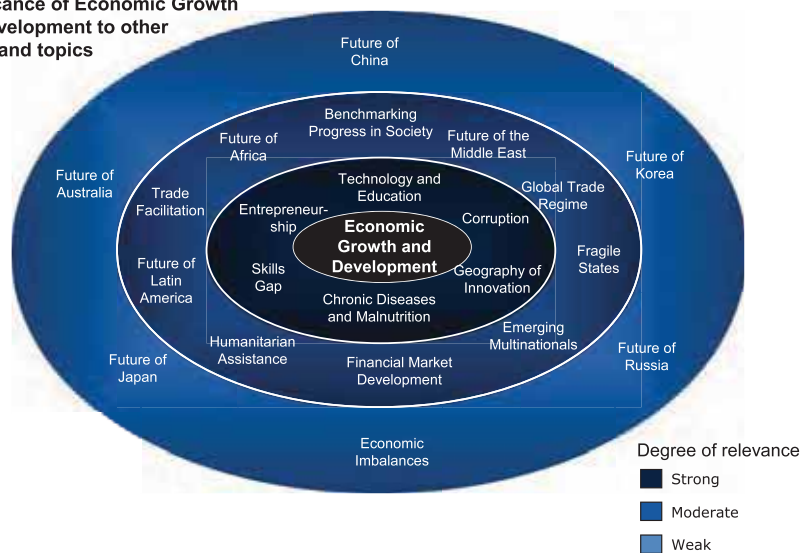 cance of Economic Growth
velopment to other
and topics
Future of
China
Benchmarking
Progress in Society
Future of
Africa
Future of the
Middle East
Future of
Korea
Future of
Australia
Trade
Facilitation
Technology and
Education
Global Trade
Regime
Entrepreneur-
ship
Corruption
Economic
Growth and
Development
Fragile
States
Future of
Latin
America
Skills
Gap
Geography of
Innovation
Chronic Diseases
and Malnutrition
Humanitarian
Assistance
Emerging
Multinationals
Future of
Japan
Financial Market
Development
Future of
Russia
Economic
Imbalances
Degree of relevance
Strong
Moderate
Weak